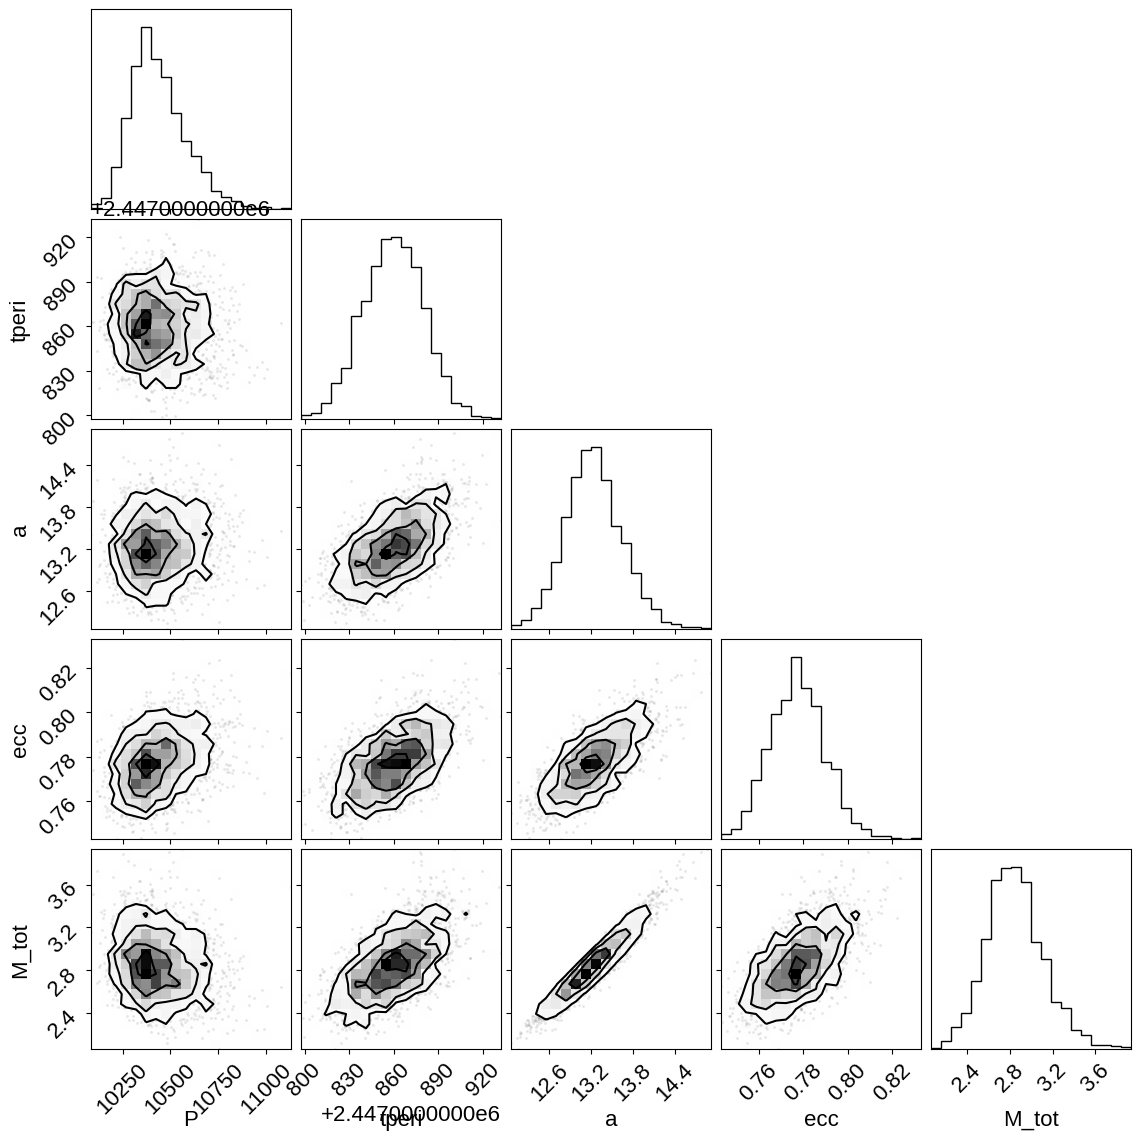 +2.4470000000e6
tperi
920
890
860
830
800
a
14.4
13.8
13.2
12.6
ecc
0.82
0.80
0.78
0.76
M_tot
3.6
3.2
2.8
2.4
10250 10500 10750 11000 800 830 860 890 920 12.6 13.2 13.8 14.4 0.76 0.78 0.80 0.82 2.4 2.8 3.2 3.6
+2.4470000000e6
P tperi a ecc M_tot